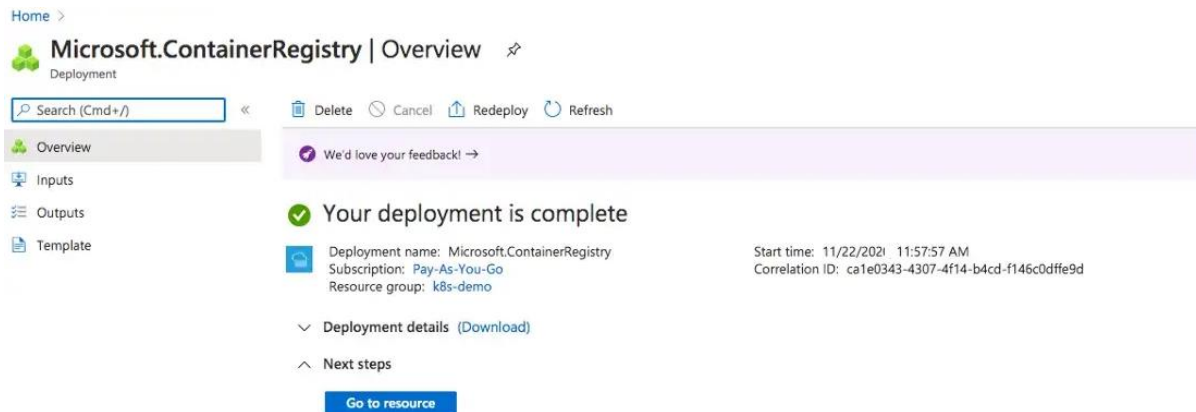 Home >
Microsoft.ContainerRegistry | Overview
Deployment
Search (Cmd+/)
«
Delete Cancel Redeploy Refresh
Overview
We'd love your feedback! →
Inputs
Outputs
Template
Your deployment is complete
Deployment name: Microsoft.ContainerRegistry
Subscription: Pay-As-You-Go
Resource group: k8s-demo
Start time: 11:57:57 AM
Correlation ID: ca1e0343-4307-4f14-b4cd-f146c0dffe9d
Deployment details (Download)
Next steps
Go to resource